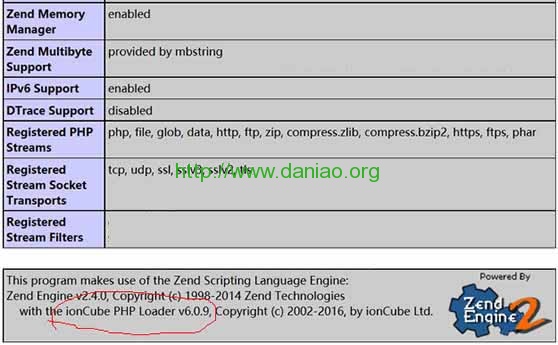 Zend Memory enabled
Manager
Zend Multibyte provided by mbstring
Support
IPv6 Support enabled
DTrace Support disabled
Registered PHP php, file, glob, data, http, ftp, zip, compress.zlib, compress.bzip2, https, ftps, phar
Streams
Registered tcp, udp, ssl, sslv3, sslv2, tls
Stream Socket
Transports
http://www.daniao.org
Registered
Stream Filters
This program makes use of the Zend Scripting Language Engine:
Zend Engine v2.4.0, Copyright (c) 1998-2014 Zend Technologies
with the ionCube PHP Loader v6.0.9, Copyright (c) 2002-2016, by ionCube Ltd.
Powered By
Zend
Engine 2